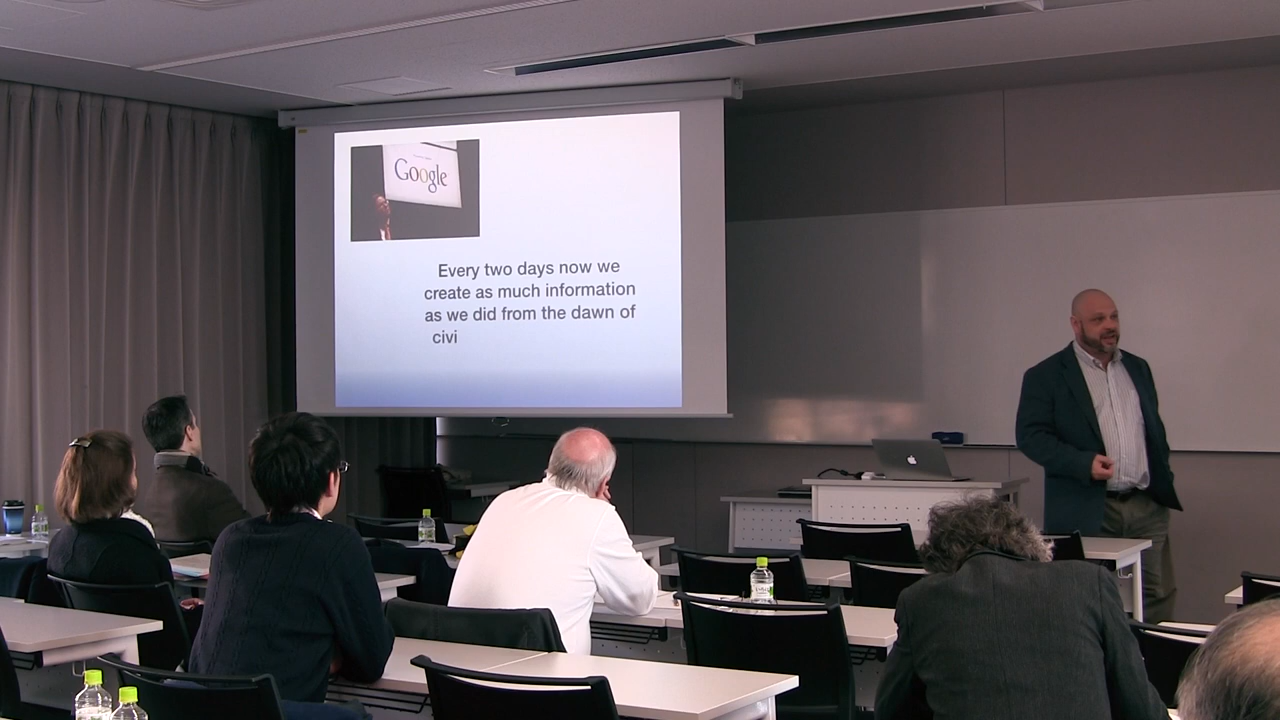 Google
Every two days now we
create as much information
as we did from the dawn of
civi